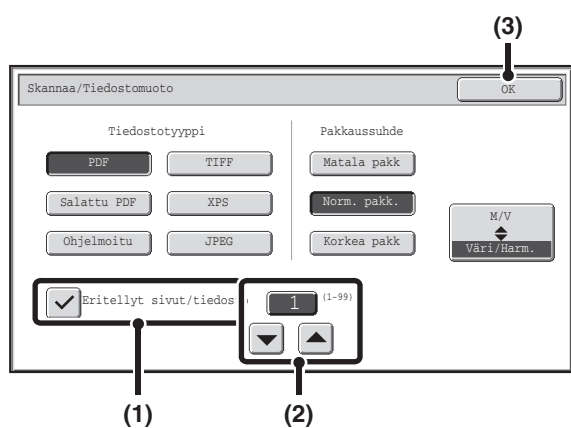 (3)
Skannaa/Tiedostomuoto
OK
Tiedostotyyppi
Pakkaussuhde
PDF
TIFF
Matala pakk
Salattu PDF
XPS
Norm. pakk.
M/V
Väri/Harm.
Ohjelmoitu
JPEG
Korkea pakk
Eritellyt sivut/tiedost
1
(1-99)
(1)
(2)